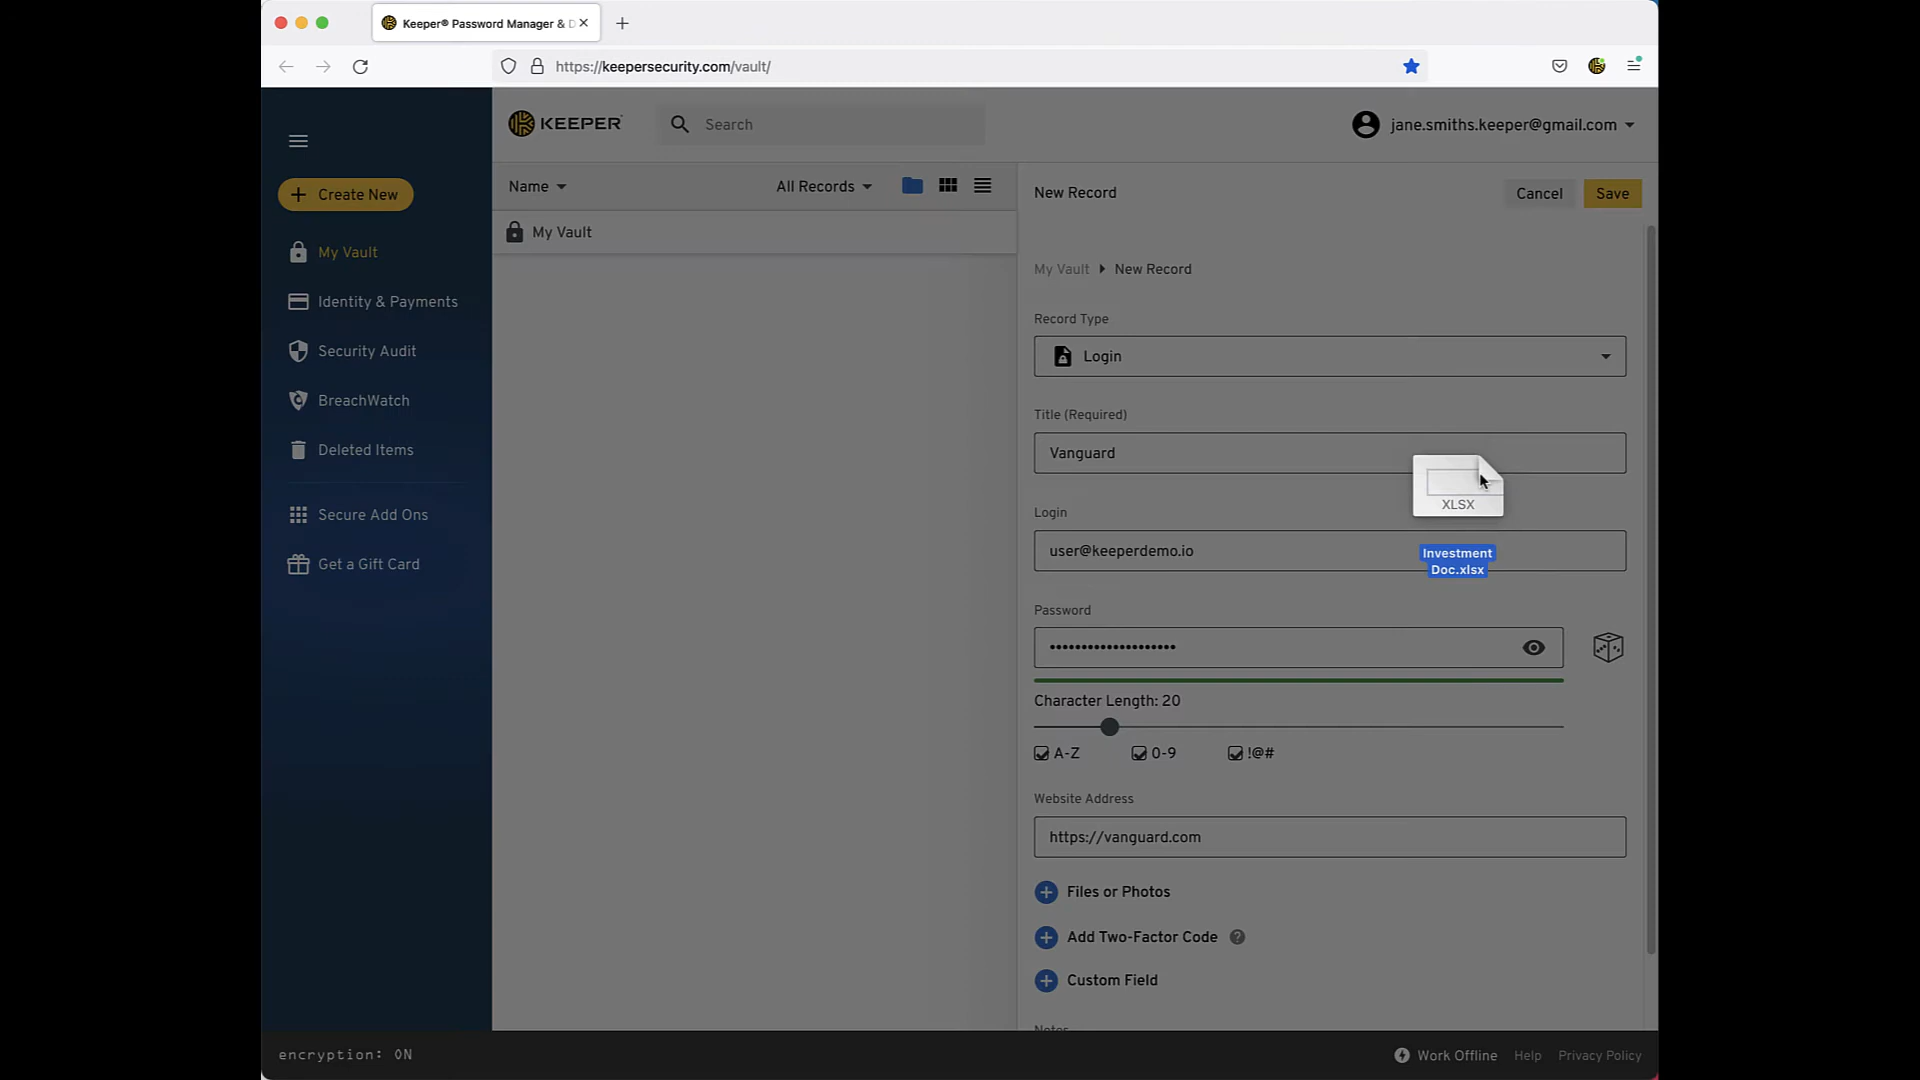 Keeper® Password Manager & D
https://keepersecurity.com/vault/
KEEPER
Search
jane.smiths.keeper@gmail.com
Create New
My Vault
Identity & Payments
Security Audit
BreachWatch
Deleted Items
Secure Add Ons
Get a Gift Card
Name
All Records
My Vault
New Record
Cancel
Save
My Vault
New Record
Record Type
Login
Title (Required)
Vanguard
XLSX
Investment
Doc.xlsx
Login
user@keeperdemo.io
Password
Character Length: 20
A-Z
0-9
!@#
Website Address
https://vanguard.com
Files or Photos
Add Two-Factor Code
?
Custom Field
Notes
encryption: ON
Work Offline
Help
Privacy Policy